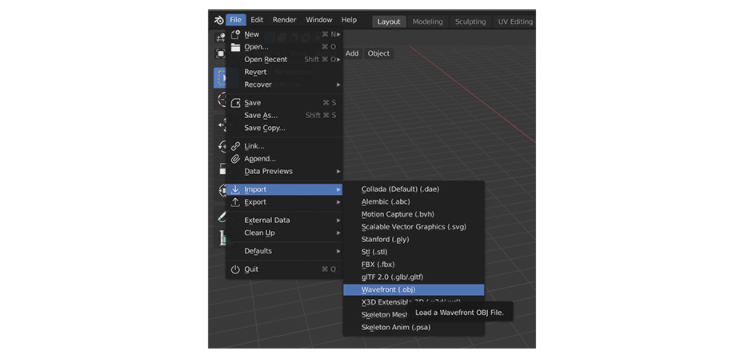 File Edit Render Window Help Layout Modeling Sculpting UV Editing
New ⌘ N
Open... ⌘ O
Add Object
Open Recent Shift ⌘ O
Revert
Recover
Save ⌘ S
Save As... Shift ⌘ S
Save Copy...
Link...
Append...
Data Previews
Import
Export
External Data
Clean Up
Defaults
Quit ⌘ Q
Collada (Default) (.dae)
Alembic (.abc)
Motion Capture (.bvh)
Scalable Vector Graphics (.svg)
Stanford (.ply)
Stl (.stl)
FBX (.fbx)
glTF 2.0 (.glb/.gltf)
Wavefront (.obj)
X3D Extensible 3D
Load a Wavefront OBJ File.
Skeleton
Skeleton Anim (.psa)